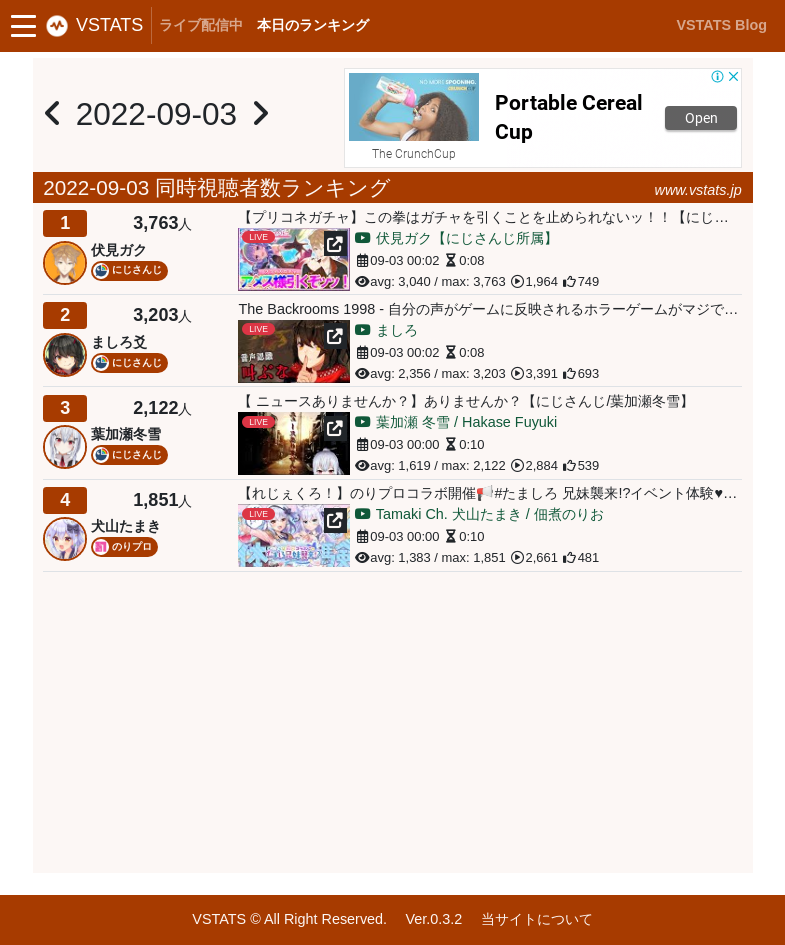 VSTATS ライブ配信中 本日のランキング VSTATS Blog
2022-09-03
NO MORE SPOONING.
CRUNCHCUP
Portable Cereal Cup
Open
The CrunchCup
2022-09-03 同時視聴者数ランキング www.vstats.jp
1 3,763人
伏見ガク
にじさんじ
【プリコネガチャ】この拳はガチャを引くことを止められないッ！！【にじ…
LIVE
アメス様引くぞッ!
伏見ガク【にじさんじ所属】
09-03 00:02 0:08
avg: 3,040 / max: 3,763 1,964 749
2 3,203人
ましろ爻
にじさんじ
The Backrooms 1998 - 自分の声がゲームに反映されるホラーゲームがマジで…
LIVE
音声認識
叫ぶな
ましろ
09-03 00:02 0:08
avg: 2,356 / max: 3,203 3,391 693
3 2,122人
葉加瀬冬雪
にじさんじ
【 ニュースありませんか？】ありませんか？【にじさんじ/葉加瀬冬雪】
LIVE
葉加瀬 冬雪 / Hakase Fuyuki
09-03 00:00 0:10
avg: 1,619 / max: 2,122 2,884 539
4 1,851人
犬山たまき
のりプロ
【れじぇくろ！】のりプロコラボ開催📢#たましろ 兄妹襲来!?イベント体験♥…
LIVE
Tamaki Ch. 犬山たまき / 佃煮のりお
09-03 00:00 0:10
avg: 1,383 / max: 1,851 2,661 481
VSTATS © All Right Reserved. Ver.0.3.2 当サイトについて